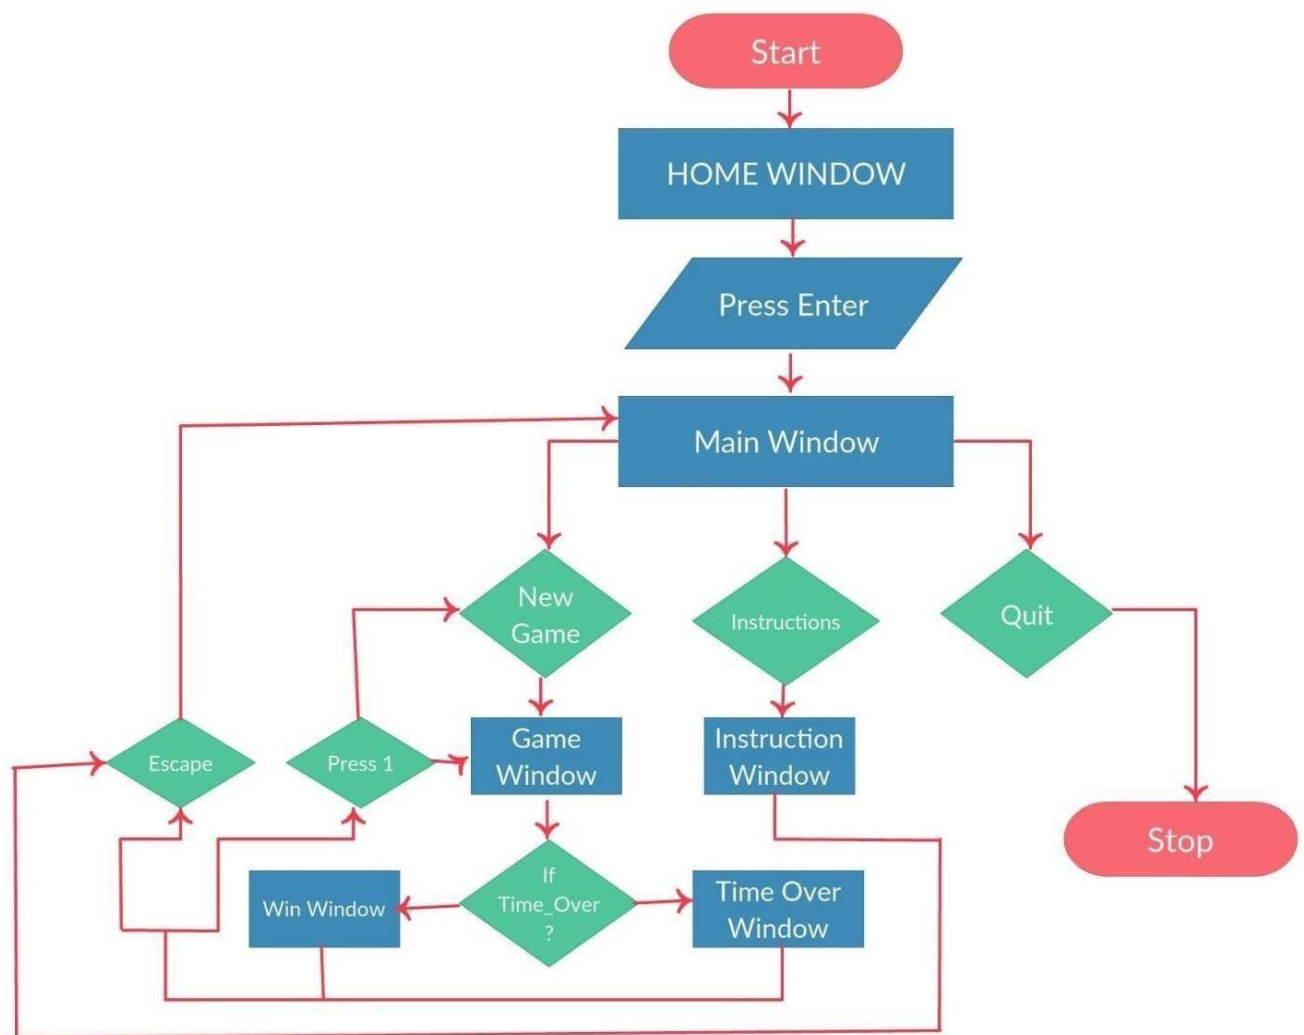 Start
HOME WINDOW
Press Enter
Main Window
New
Game
Instructions
Quit
Escape
Press 1
Game
Window
Instruction
Window
Stop
Win Window
If
Time_Over
?
Time Over
Window